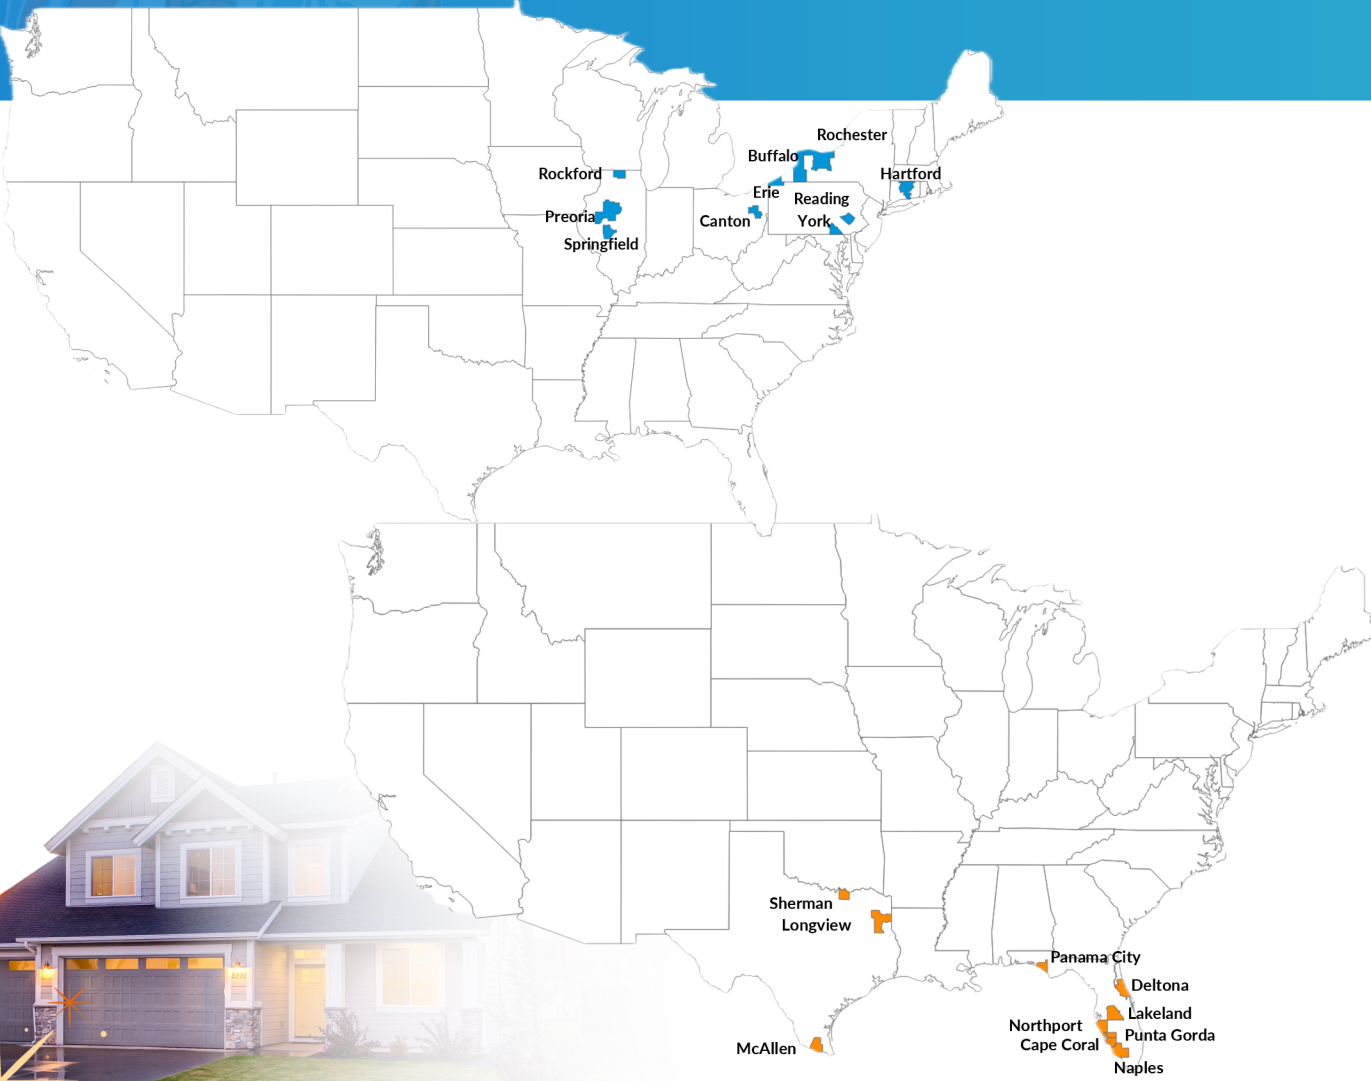 Rochester
Buffalo
Rockford
Hartford
Erie
Reading
Preoria
Canton
York
Springfield
Sherman
Longview
Panama City
Deltona
Lakeland
Northport
Punta Gorda
Cape Coral
McAllen
Naples